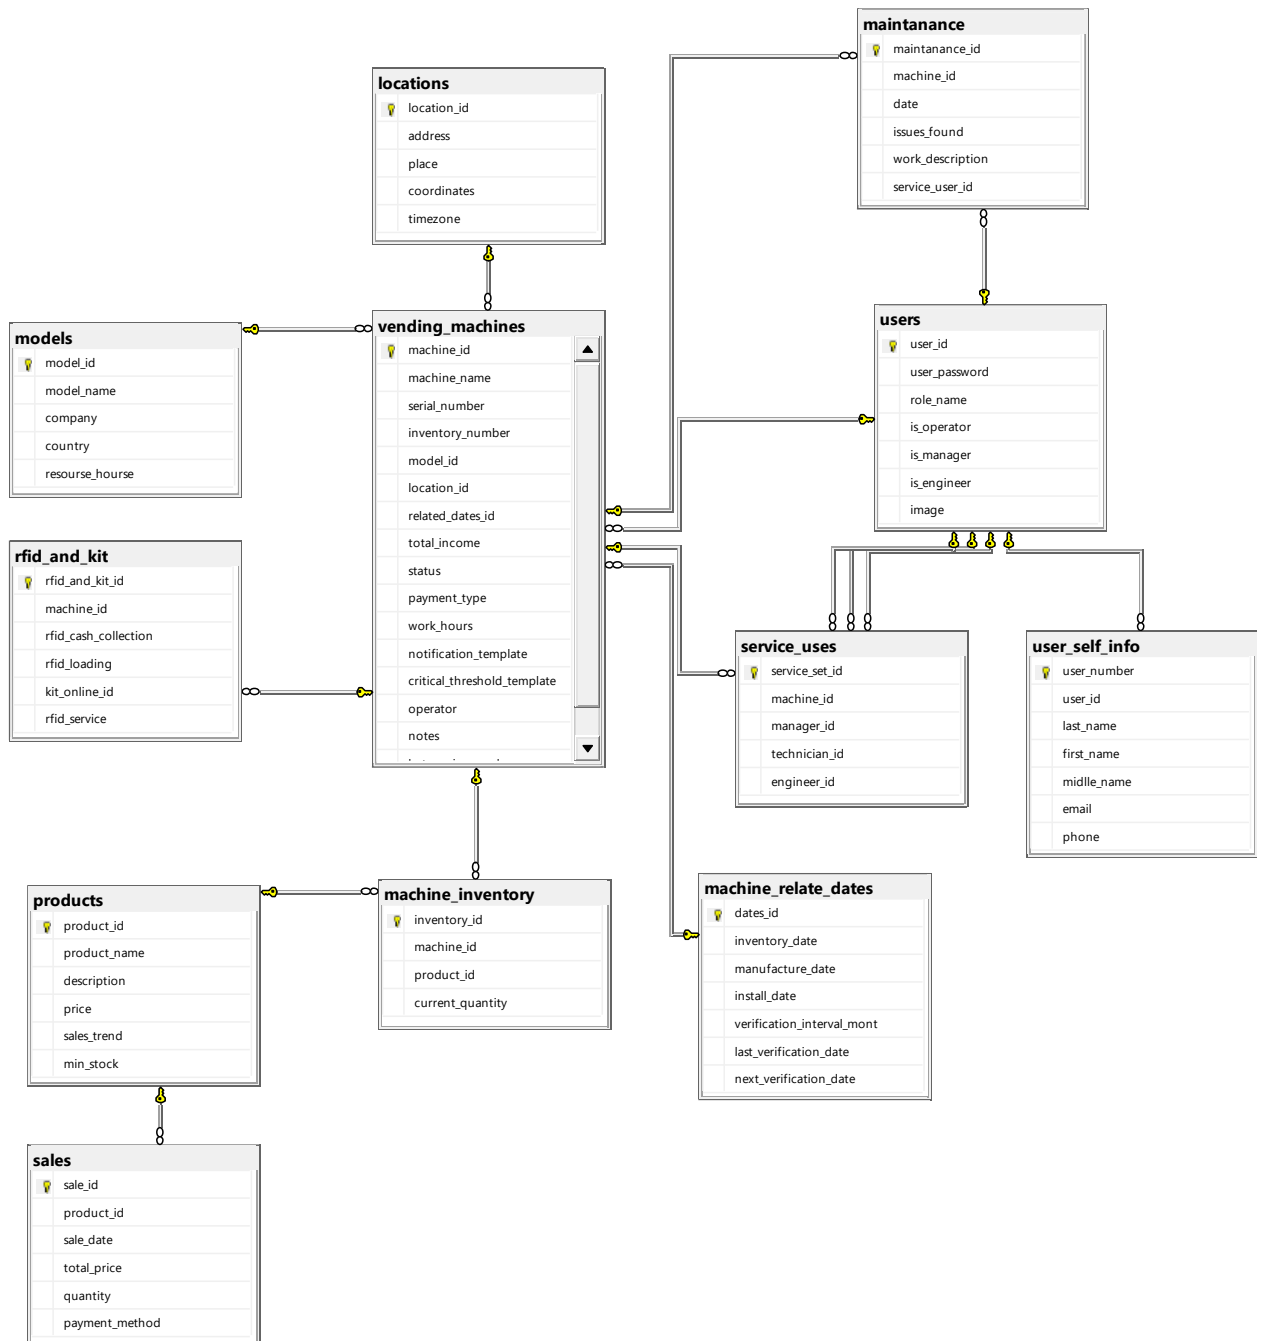 maintanance
maintanance_id
machine_id
date
issues_found
work_description
service_user_id
locations
location_id
address
place
coordinates
timezone
models
model_id
model_name
company
country
resourse_hourse
vending_machines
machine_id
machine_name
serial_number
inventory_number
model_id
location_id
related_dates_id
total_income
status
payment_type
work_hours
notification_template
critical_threshold_template
operator
notes
users
user_id
user_password
role_name
is_operator
is_manager
is_engineer
image
rfid_and_kit
rfid_and_kit_id
machine_id
rfid_cash_collection
rfid_loading
kit_online_id
rfid_service
service_uses
service_set_id
machine_id
manager_id
technician_id
engineer_id
user_self_info
user_number
user_id
last_name
first_name
midlle_name
email
phone
products
product_id
product_name
description
price
sales_trend
min_stock
machine_inventory
inventory_id
machine_id
product_id
current_quantity
machine_relate_dates
dates_id
inventory_date
manufacture_date
install_date
verification_interval_mont
last_verification_date
next_verification_date
sales
sale_id
product_id
sale_date
total_price
quantity
payment_method